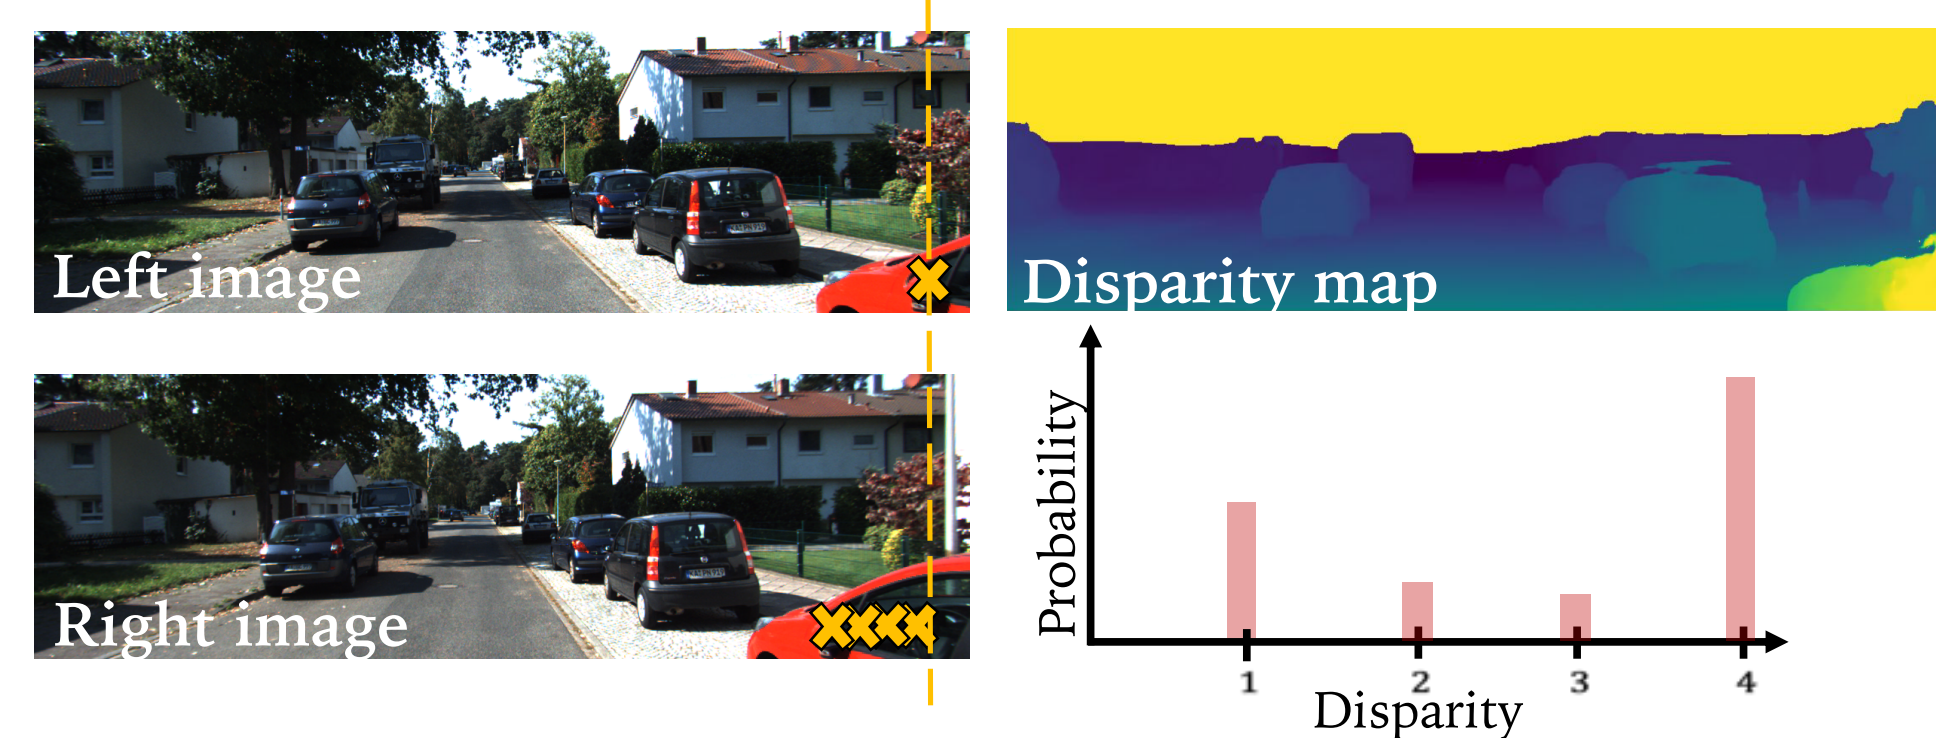 Left image
Disparity map
Right image
Probability
1 2 3 4
Disparity